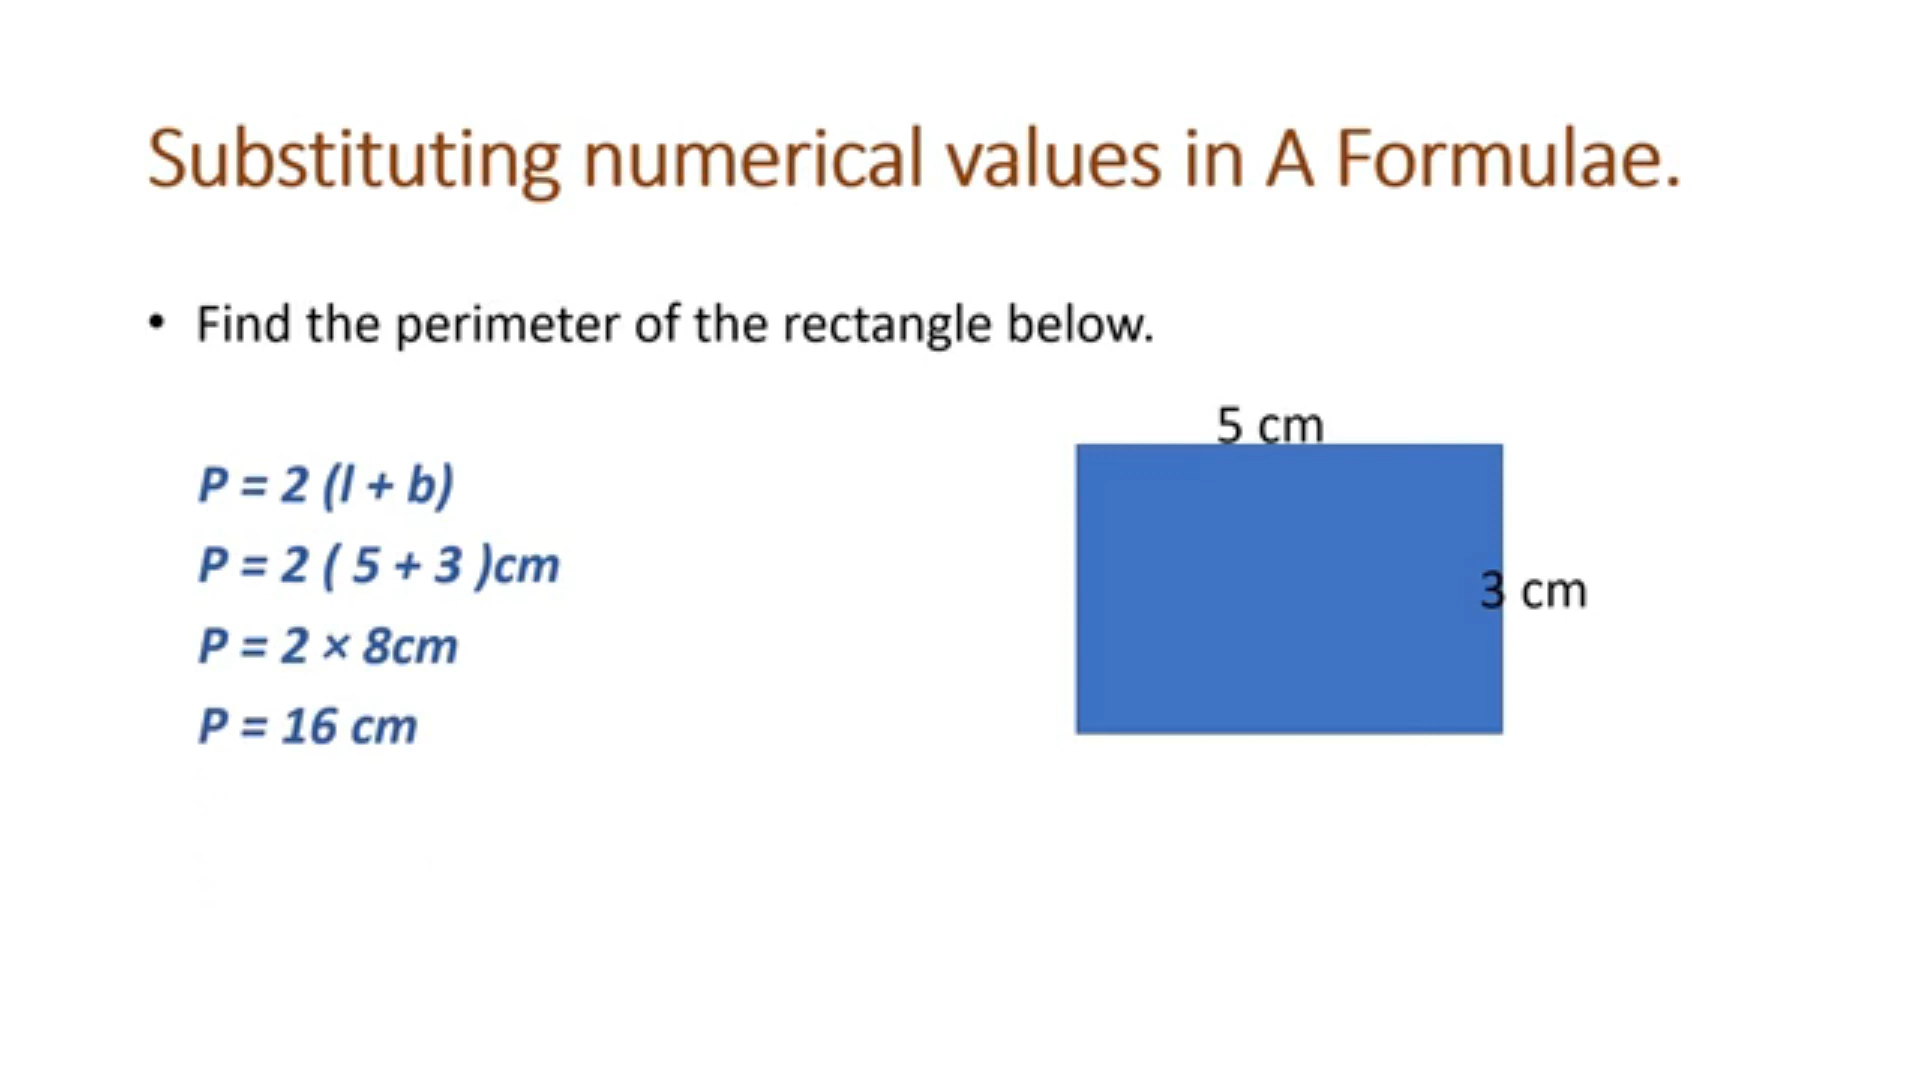 Substituting numerical values in A Formulae.
• Find the perimeter of the rectangle below.
5 cm
P = 2 (l + b)
P = 2 ( 5 + 3 )cm
3 cm
P = 2 × 8cm
P = 16 cm